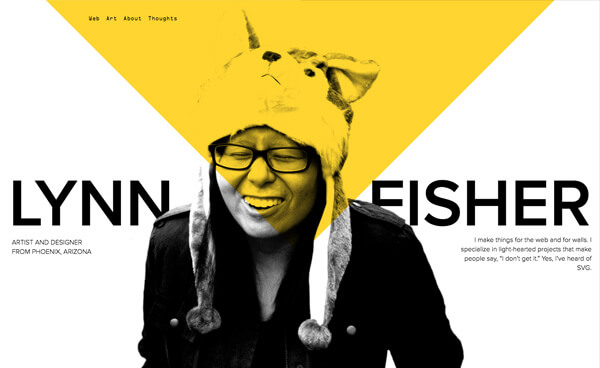 Web Art About Thoughts
LYNN FISHER
ARTIST AND DESIGNER
FROM PHOENIX, ARIZONA
I make things for the web and for walls. I
specialize in light-hearted projects that make
people say, "I don't get it." Yes, I've heard of
SVG.